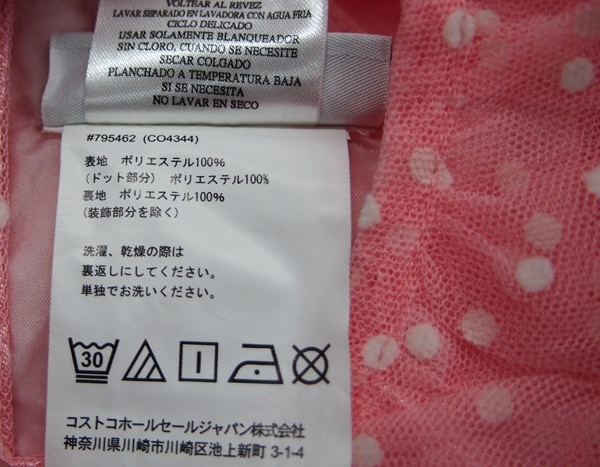 VOLTEAR AL REVEZ
LAVAR SEPARADO EN LAVADORA CON AGUA FRIA
CICLO DELICADO
USAR SOLAMENTE BLANQUEADOR
SIN CLORO, CUANDO SE NECESITE
SECAR COLGADO
PLANCHADO A TEMPERATURA BAJA
SI SE NECESITA
NO LAVAR EN SECO
#795462 (CO4344)
表地 ポリエステル100%
(ドット部分) ポリエステル100%
裏地 ポリエステル100%
(装飾部分を除く)
洗濯、乾燥の際は
裏返しにしてください。
単独でお洗いください。
30
コストコホールセールジャパン株式会社
神奈川県川崎市川崎区池上新町 3-1-4